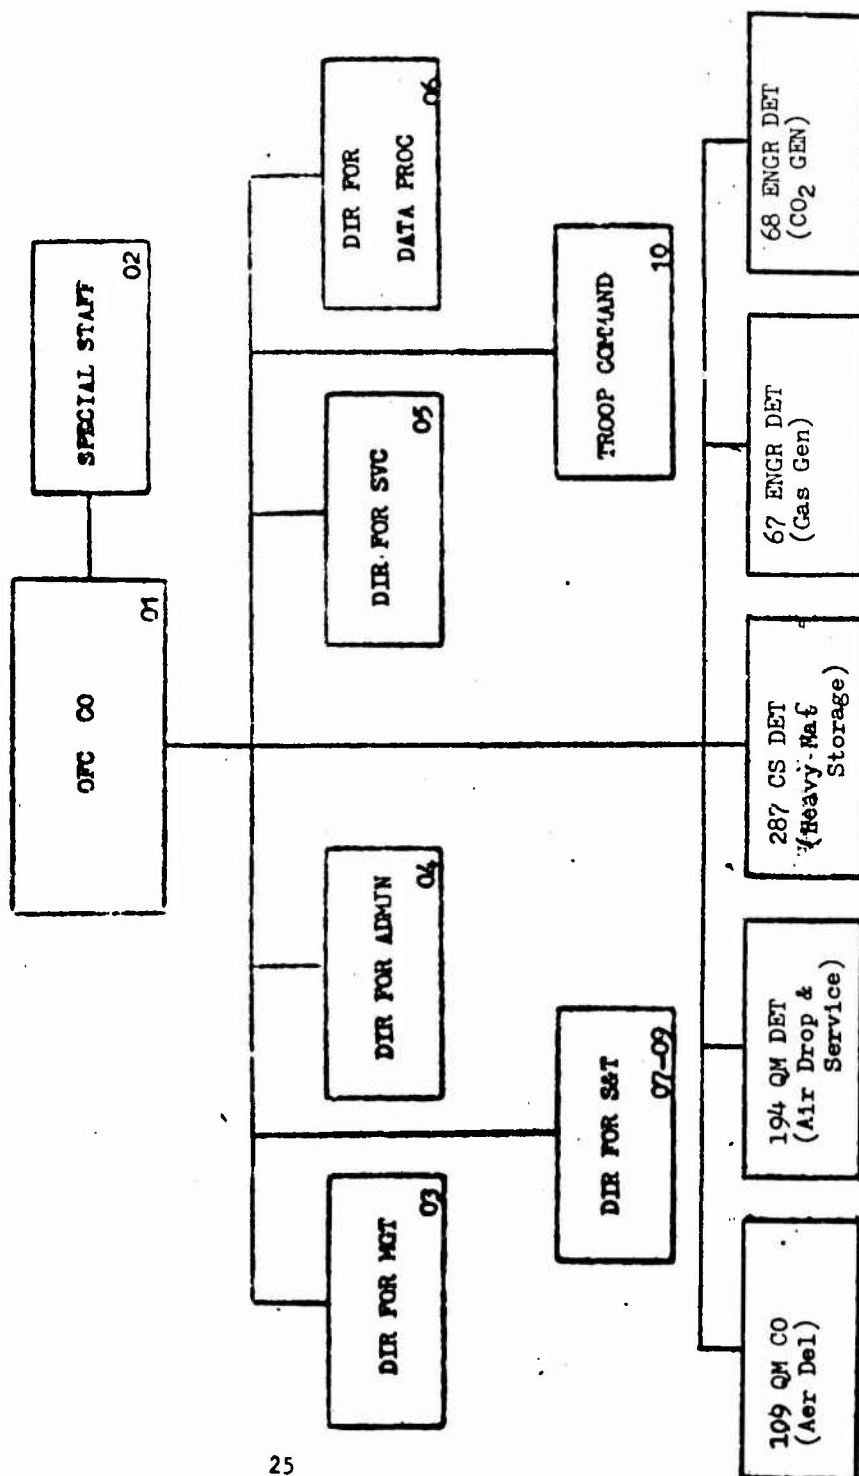 OFC CO
01
SPECIAL STAFF
02
DIR FOR MGT
03
DIR FOR ADMIN
04
DIR FOR SVC
05
DIR FOR
DATA PROC
06
DIR FOR S&T
07-09
TROOP COMMAND
10
109 QM CO
(Aer Del)
194 QM DET
(Air Drop &
Service)
287 CS DET
(Heavy Mat
Storage)
67 ENGR DET
(Gas Gen)
68 ENGR DET
(CO₂ GEN)
25